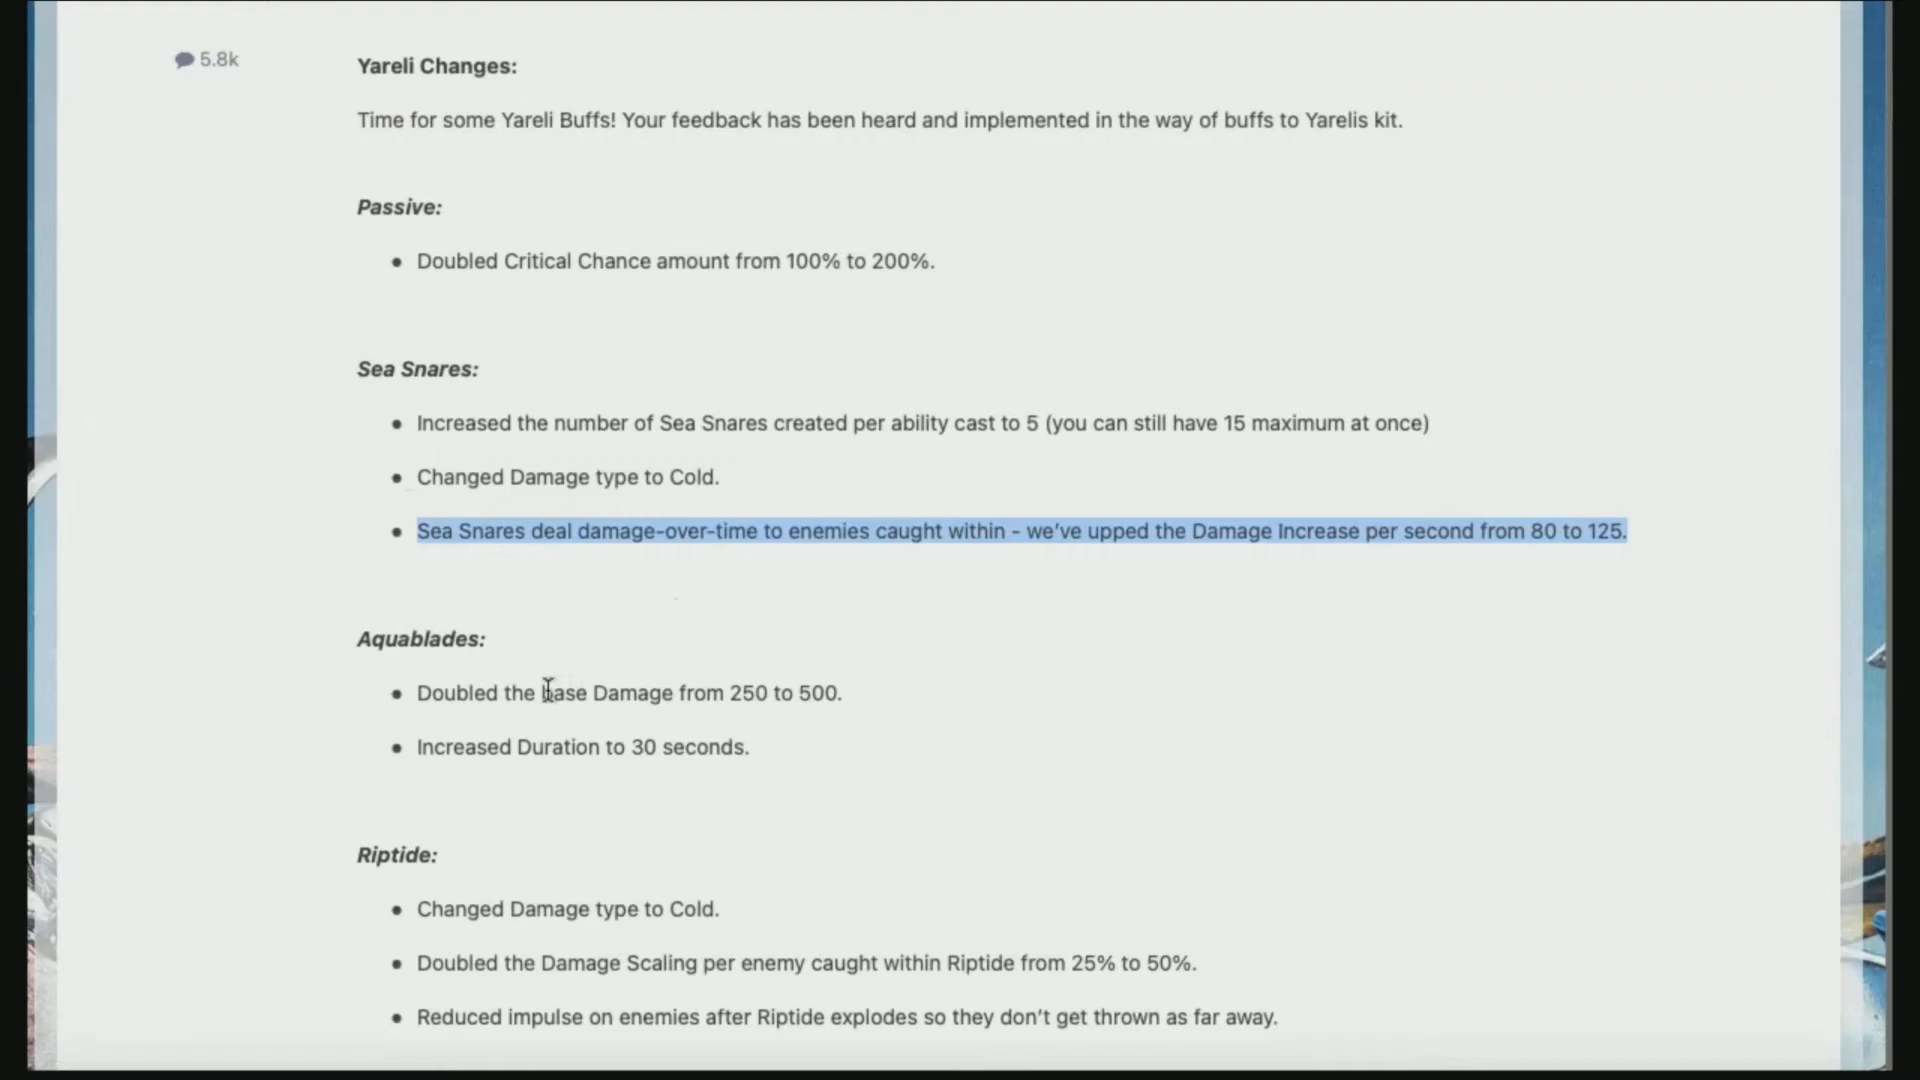 5.8k
Yareli Changes:
Time for some Yareli Buffs! Your feedback has been heard and implemented in the way of buffs to Yarelis kit.
Passive:
• Doubled Critical Chance amount from 100% to 200%.
Sea Snares:
• Increased the number of Sea Snares created per ability cast to 5 (you can still have 15 maximum at once)
• Changed Damage type to Cold.
• Sea Snares deal damage-over-time to enemies caught within - we’ve upped the Damage Increase per second from 80 to 125.
Aquablades:
• Doubled the base Damage from 250 to 500.
• Increased Duration to 30 seconds.
Riptide:
• Changed Damage type to Cold.
• Doubled the Damage Scaling per enemy caught within Riptide from 25% to 50%.
• Reduced impulse on enemies after Riptide explodes so they don’t get thrown as far away.